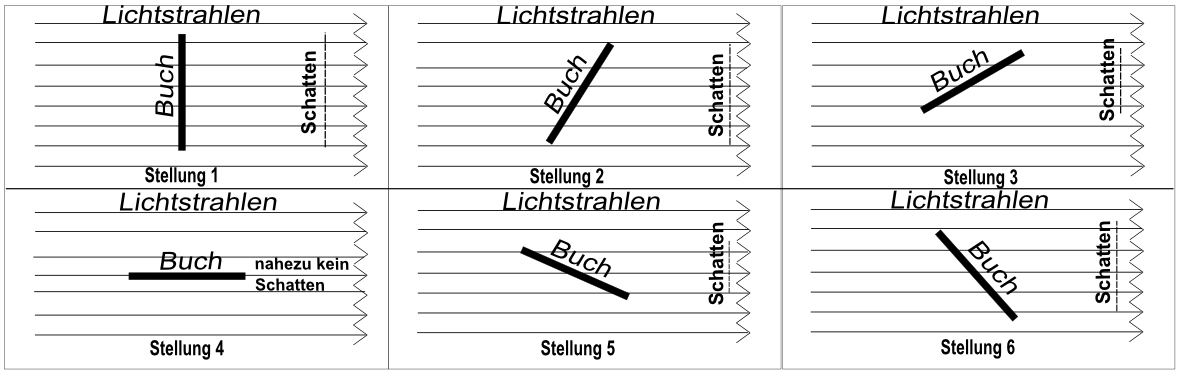 Lichtstrahlen
Buch
Schatten
Stellung 1
Lichtstrahlen
Buch
Schatten
Stellung 2
Lichtstrahlen
Buch
Schatten
Stellung 3
Lichtstrahlen
Buch
nahezu kein
Schatten
Stellung 4
Lichtstrahlen
Buch
Schatten
Stellung 5
Lichtstrahlen
Buch
Schatten
Stellung 6